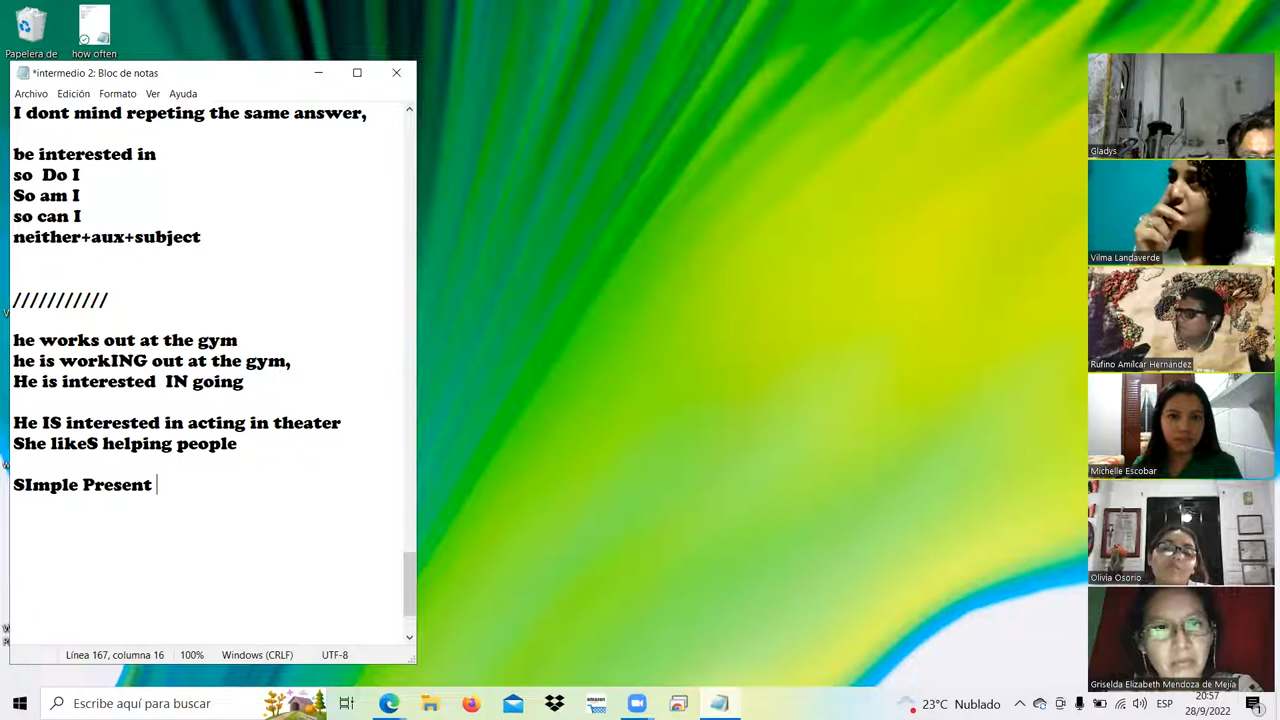 Papelera de
how often
*intermedio 2: Bloc de notas
Archivo Edición Formato Ver Ayuda
I dont mind repeting the same answer,
be interested in
so Do I
So am I
so can I
neither+aux+subject
///////////
he works out at the gym
he is workING out at the gym,
He is interested IN going
He IS interested in acting in theater
She likeS helping people
SImple Present
Línea 167, columna 16 100% Windows (CRLF) UTF-8
Gladys
Vilma Landaverde
Rufino Amilcar Hernández
Michelle Escobar
Olivia Osorio
Griselda Elizabeth Mendoza de Mejía
Escribe aquí para buscar
amazon
23°C Nublado
ESP
20:57
28/9/2022
1